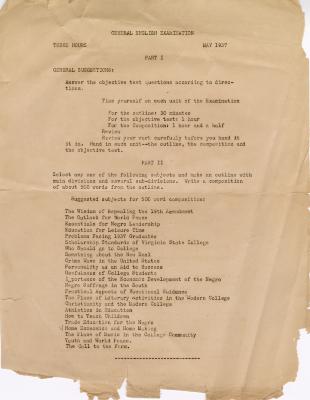 GENERAL ENGLISH EXAMINATION
THREE HOURS MAY 1937
PART I
GENERAL SUGGESTIONS:
Answer the objective test questions according to direc-
tions.
Time yourself on each unit of the Examination
For the outline: 30 minutes
For the objective test: 1 hour
For the Composition: 1 hour and a half
Review
Review your work carefully before you hand it
it in. Hand in each unit--the outline, the composition and
the objective test.
PART II
Select any one of the following subjects and make an outline with
main divisions and several sub-divisions. Write a composition
of about 500 words from the outline.
Suggested subjects for 500 word composition:
The Wisdom of Repealing the 18th Amendment
The Outlook for World Peace
Essentials for Negro Leadership
Education for Leisure Time
Problems Facing 1937 Graduates
Scholarship Standards of Virginia State College
Who Should go to College
Something about the New Deal
Crime Wave in the United States
Personality as an Aid to Success
Confessions of College Students
Importance of the Economic Development of the Negro
Negro Suffrage in the South
Practical Aspects of Vocational Guidance
The Place of Literary Activities in the Modern College
Christianity and the Modern College
Athletics in Education
How to Teach Children
Trade Education for the Negro
Home Economics and Home Making
The Place of Music in the College Community
Youth and World Peace.
The Call to the Farm.